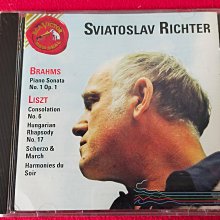 SVIATOSLAV RICHTER
BRAHMS
Piano Sonata
No. 1 Op. 1
LISZT
Consolation
No. 6
Hungarian
Rhapsody
No. 17
Scherzo &
March
Harmonies du
Soir